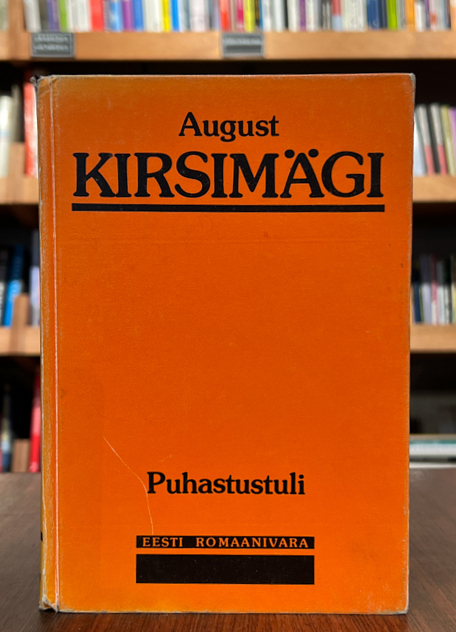 August
KIRSIMÄGI
Puhastustuli
EESTI ROMAANIVARA